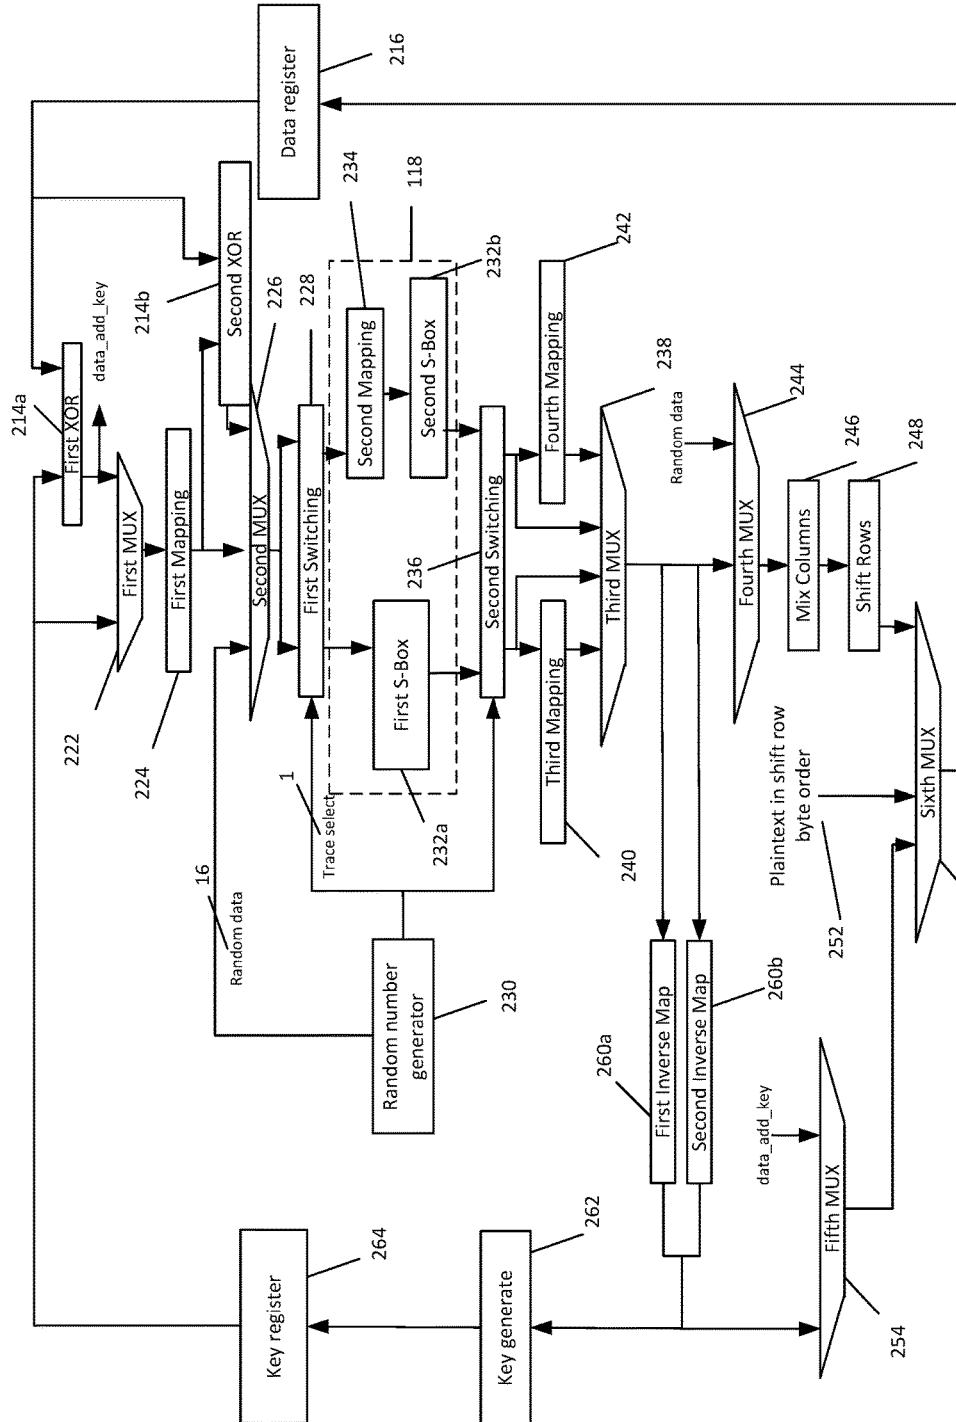 216
Data register
214a
First XOR
data_add_key
214b
Second XOR
234
118
222
First MUX
224
First Mapping
226
Second MUX
228
First Switching
Second Mapping
232b
Second S-Box
First S-Box
232a
16
Random data
1
Trace select
Random number
generator
230
236
Second Switching
242
Fourth Mapping
Third Mapping
240
238
Third MUX
Random data
244
Fourth MUX
246
Mix Columns
248
Shift Rows
Plaintext in shift row
byte order
252
Sixth MUX
260a
First Inverse Map
260b
Second Inverse Map
264
Key register
262
Key generate
data_add_key
Fifth MUX
254